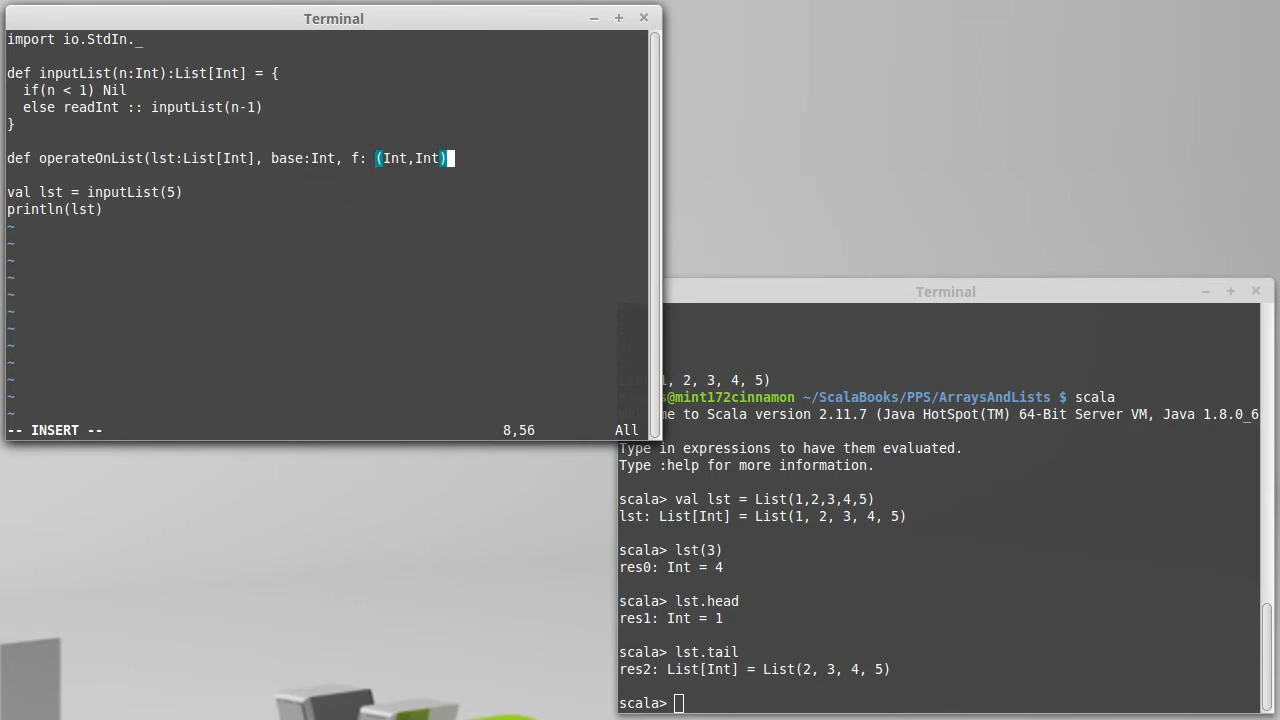 Terminal
import io.StdIn._
def inputList(n:Int):List[Int] = {
if(n < 1) Nil
else readInt :: inputList(n-1)
}
def operateOnList(lst:List[Int], base:Int, f: (Int,Int)
val lst = inputList(5)
println(lst)
~
~
~
~
~
~
~
~
~
~
~
~
-- INSERT --
8,56
All
Terminal
1, 2, 3, 4, 5)
@mint172cinnamon ~/ScalaBooks/PPS/ArraysAndLists $ scala
me to Scala version 2.11.7 (Java HotSpot(TM) 64-Bit Server VM, Java 1.8.0_6
Type in expressions to have them evaluated.
Type :help for more information.
scala> val lst = List(1,2,3,4,5)
lst: List[Int] = List(1, 2, 3, 4, 5)
scala> lst(3)
res0: Int = 4
scala> lst.head
res1: Int = 1
scala> lst.tail
res2: List[Int] = List(2, 3, 4, 5)
scala>